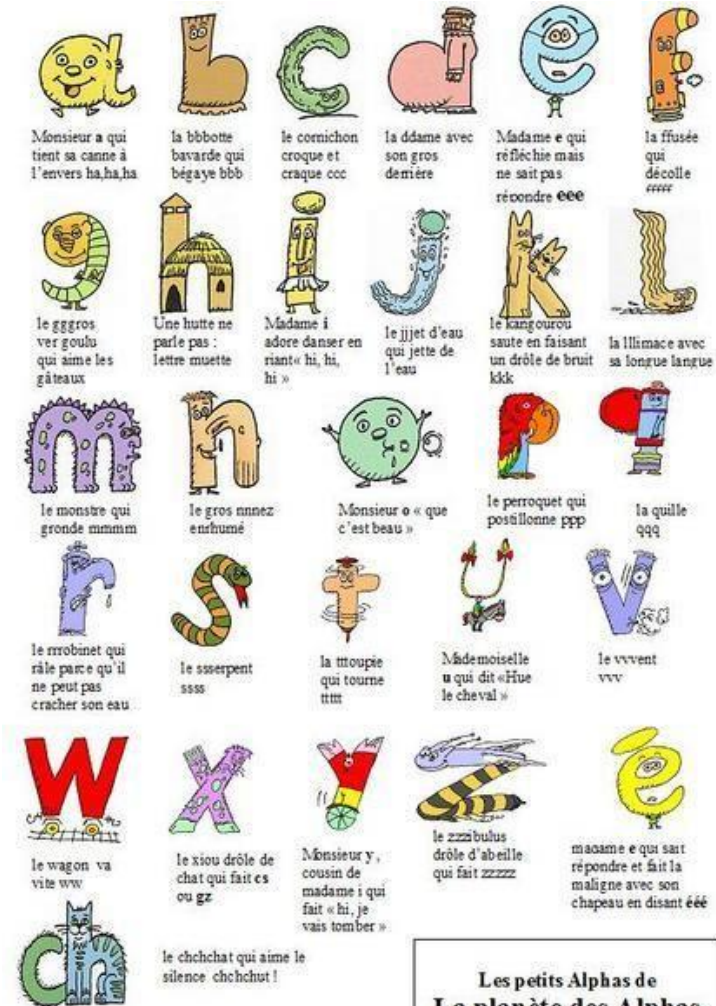 Monsieur a qui
tient sa canne à
l'envers ha,ha,ha
la bbbotte
bavarde qui
bégaye bbb
le cornichon
croque et
craque ccc
la ddame avec
son gros
derrière
Madame e qui
réfléchie mais
ne sait pas
répondre eee
la ffusée
qui
décolle
fffff
le gggros
ver goulu
qui aime les
gâteaux
Une hutte ne
parle pas :
lettre muette
Madame i
adore danser en
riant« hi, hi,
hi »
le jjjet d'eau
qui jette de
l'eau
le kangourou
saute en faisant
un drôle de bruit
kkk
la lllimace avec
sa longue langue
le monstre qui
gronde mmmm
le gros nnnez
enrhumé
Monsieur o « que
c'est beau »
le perroquet qui
postillonne ppp
la quille
qqq
le rrrobinet qui
râle parce qu'il
ne peut pas
cracher son eau
le ssserpent
ssss
la tttoupie
qui tourne
ttttt
Mademoiselle
u qui dit «Hue
le cheval »
le vvvent
vvv
le wagon va
vite ww
le xiou drôle de
chat qui fait cs
ou gz
Monsieur y ,
cousin de
madame i qui
fait « hi, je
vais tomber »
le zzzibulus
drôle d'abeille
qui fait zzzzz
madame e qui sait
répondre et fait la
maligne avec son
chapeau en disant ééé
le chchchat qui aime le
silence chchchut !
Les petits Alphas de
La planète des Alphas